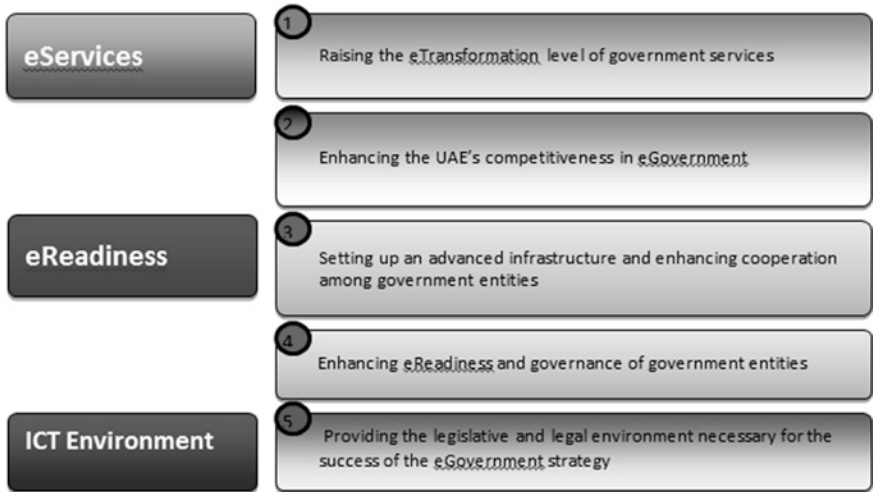 eServices
1
Raising the eTransformation level of government services
2
Enhancing the UAE's competitiveness in eGovernment
eReadiness
3
Setting up an advanced infrastructure and enhancing cooperation
among government entities
4
Enhancing eReadiness and governance of government entities
ICT Environment
5
Providing the legislative and legal environment necessary for the
success of the eGovernment strategy